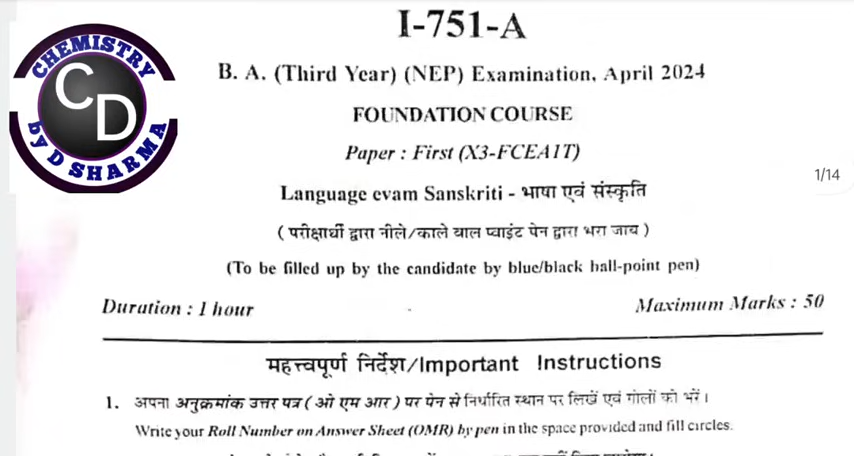 I-751-A
CHEMISTRY
CD
by D SHARMA
B. A. (Third Year) (NEP) Examination, April 2024
FOUNDATION COURSE
Paper : First (X3-FCEA1T)
1/14
Language evam Sanskriti - भाषा एवं संस्कृति
( परीक्षार्थी द्वारा नीले/काले बाल प्वाइंट पेन द्वारा भरा जाय )
(To be filled up by the candidate by blue/black ball-point pen)
Duration : 1 hour
Maximum Marks : 50
महत्त्वपूर्ण निर्देश/Important Instructions
1. अपना अनुक्रमांक उत्तर पत्र ( ओ एम आर ) पर पेन से निर्धारित स्थान पर लिखें एवं गोलों को भरें।
Write your Roll Number on Answer Sheet (OMR) by pen in the space provided and fill circles.